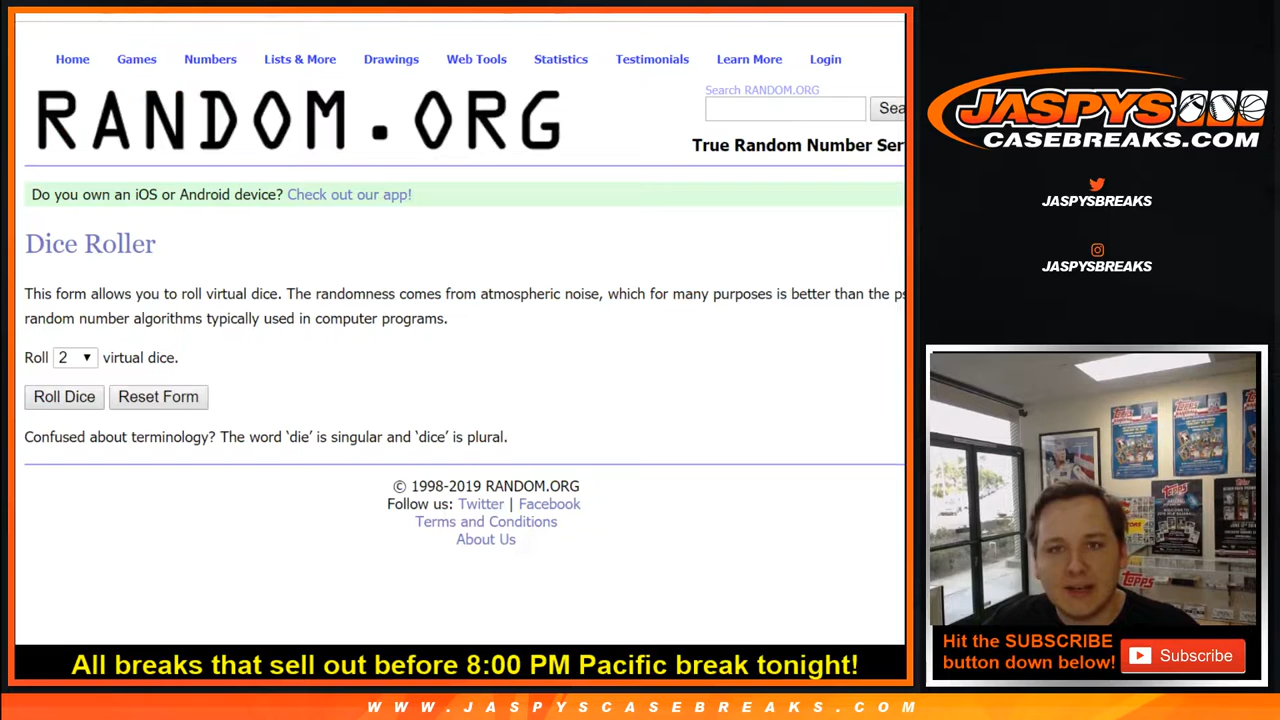 Home Games Numbers Lists & More Drawings Web Tools Statistics Testimonials Learn More Login
Search RANDOM.ORG
RANDOM.ORG
Sea
True Random Number Ser
Do you own an iOS or Android device? Check out our app!
Dice Roller
This form allows you to roll virtual dice. The randomness comes from atmospheric noise, which for many purposes is better than the ps
random number algorithms typically used in computer programs.
Roll 2 virtual dice.
Roll Dice Reset Form
Confused about terminology? The word ‘die’ is singular and ‘dice’ is plural.
© 1998-2019 RANDOM.ORG
Follow us: Twitter | Facebook
Terms and Conditions
About Us
All breaks that sell out before 8:00 PM Pacific break tonight!
JASPYS
CASEBREAKS.COM
JASPYSBREAKS
JASPYSBREAKS
Topps
Topps
TOPPS
TOPPS
Hit the SUBSCRIBE
button down below!
Subscribe
WWW.JASPYSCASEBREAKS.COM